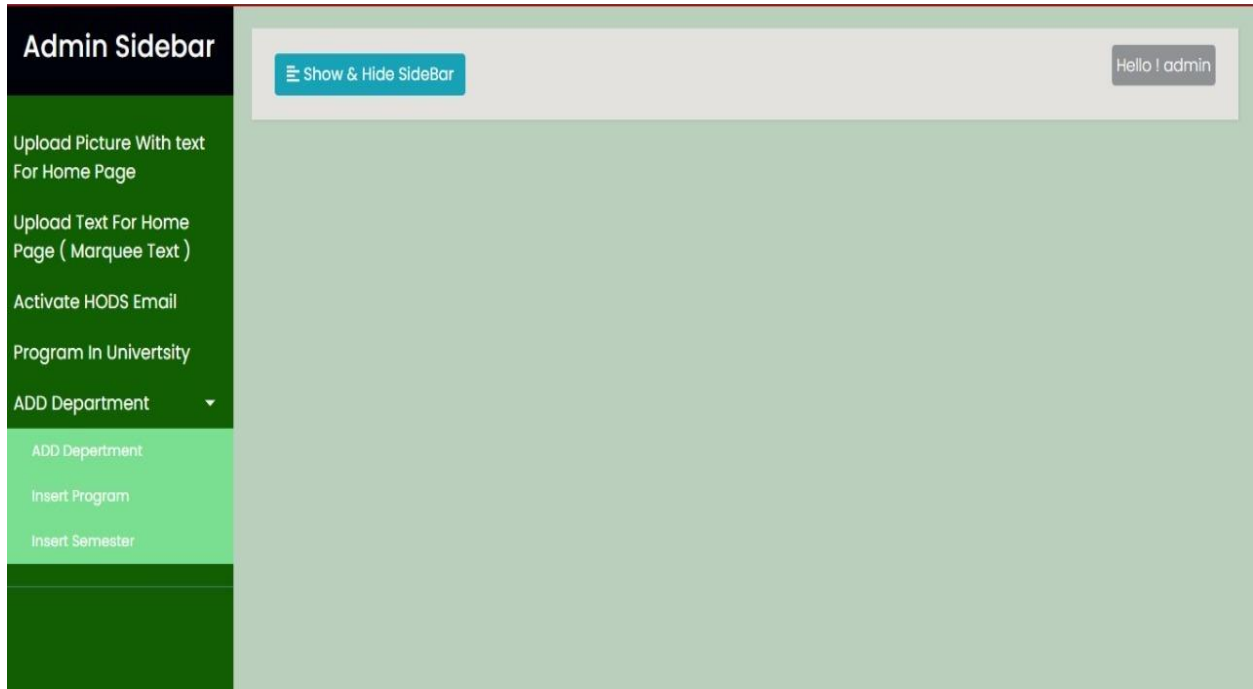 Admin Sidebar
Show & Hide SideBar
Hello ! admin
Upload Picture With text
For Home Page
Upload Text For Home
Page ( Marquee Text )
Activate HODS Email
Program In Univertsity
ADD Department
ADD Depertment
Insert Program
Insert Semester